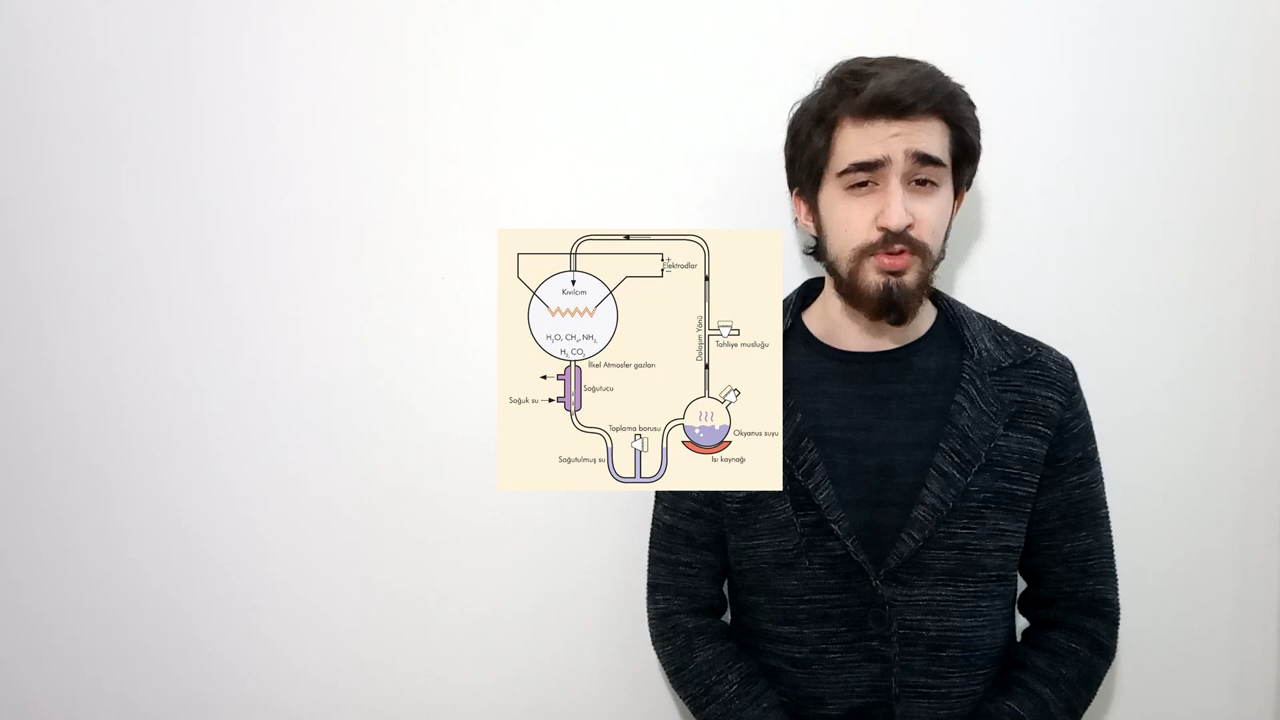 +
Elektrodlar
−
Kıvılcım
H₂O, CH₄, NH₃,
H₂ CO₂
İlkel Atmosfer gazları
Soğutucu
Soğuk su
Dolaşım Yönü
Tahliye musluğu
Toplama borusu
Okyanus suyu
Soğutulmuş su
Isı kaynağı